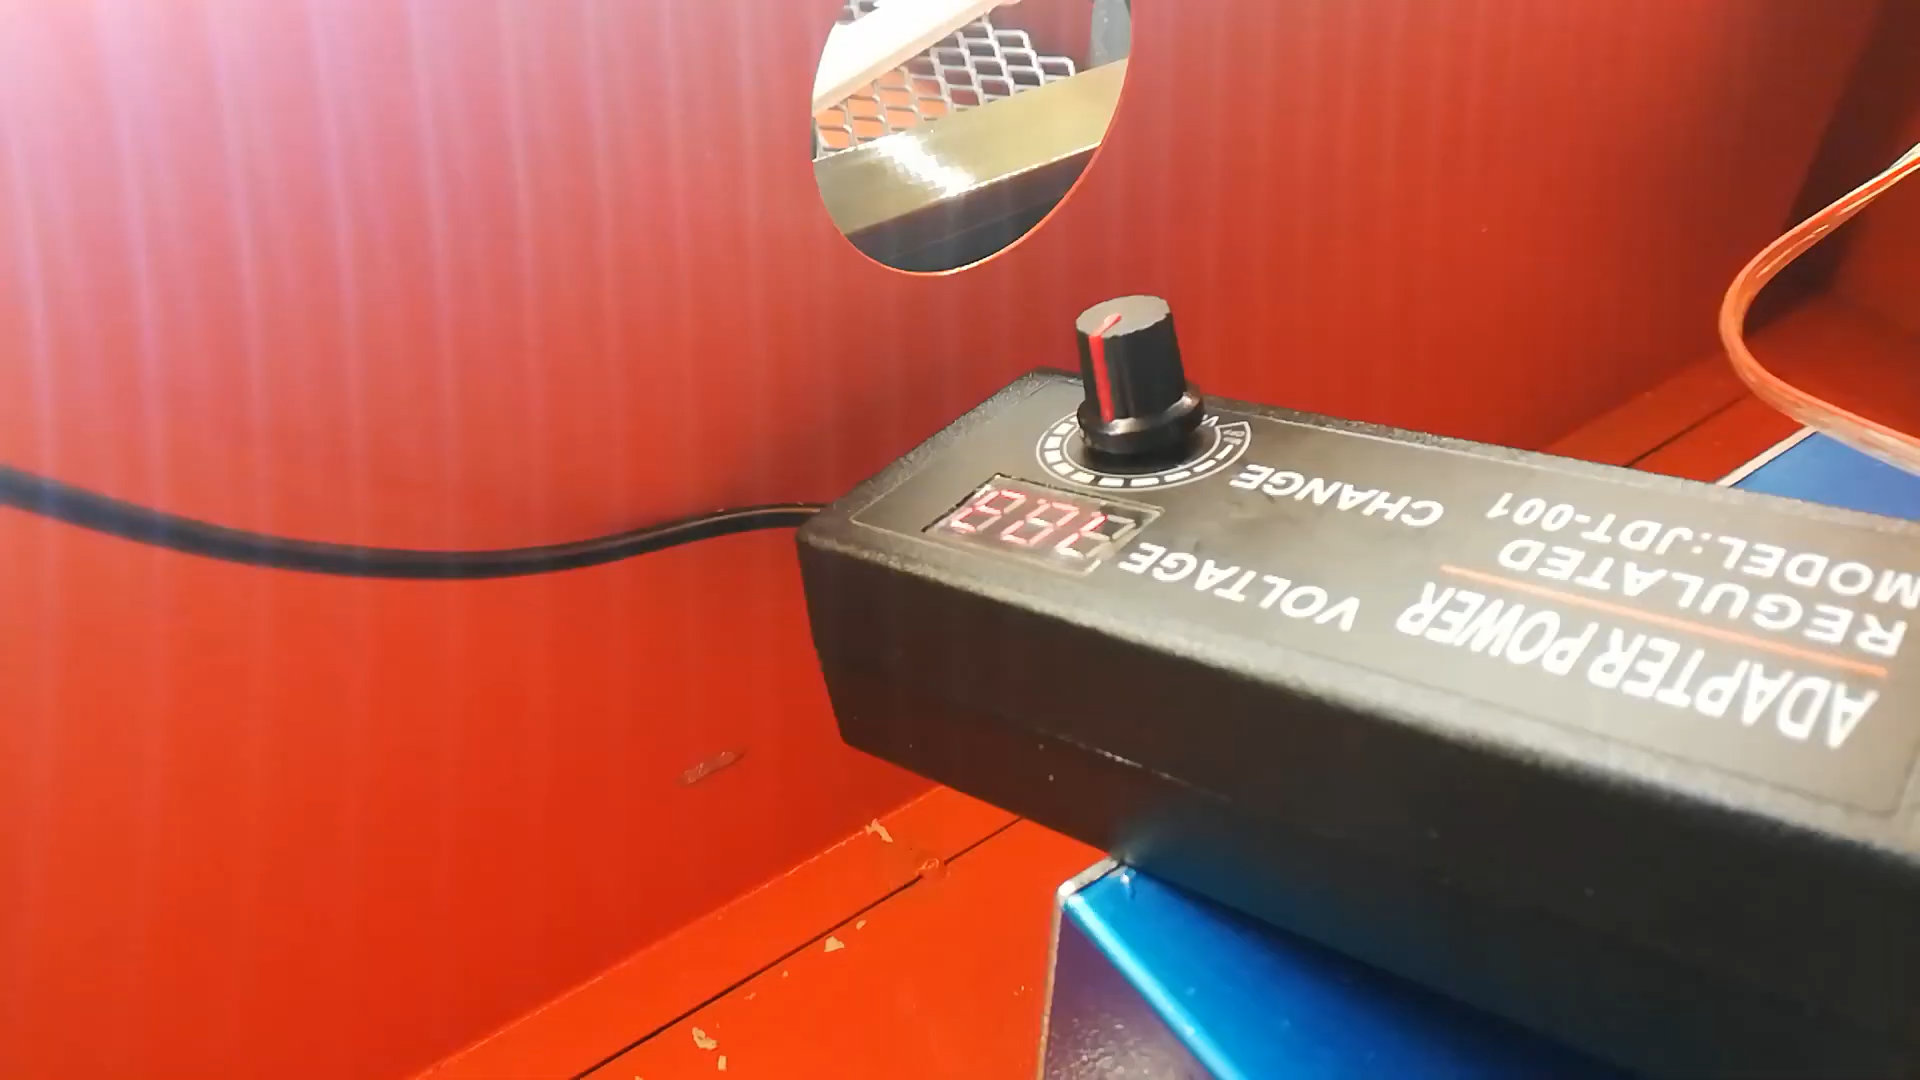 ADAPTER POWER
REGULATED
MODEL:JDT-001
VOLTAGE CHANGE